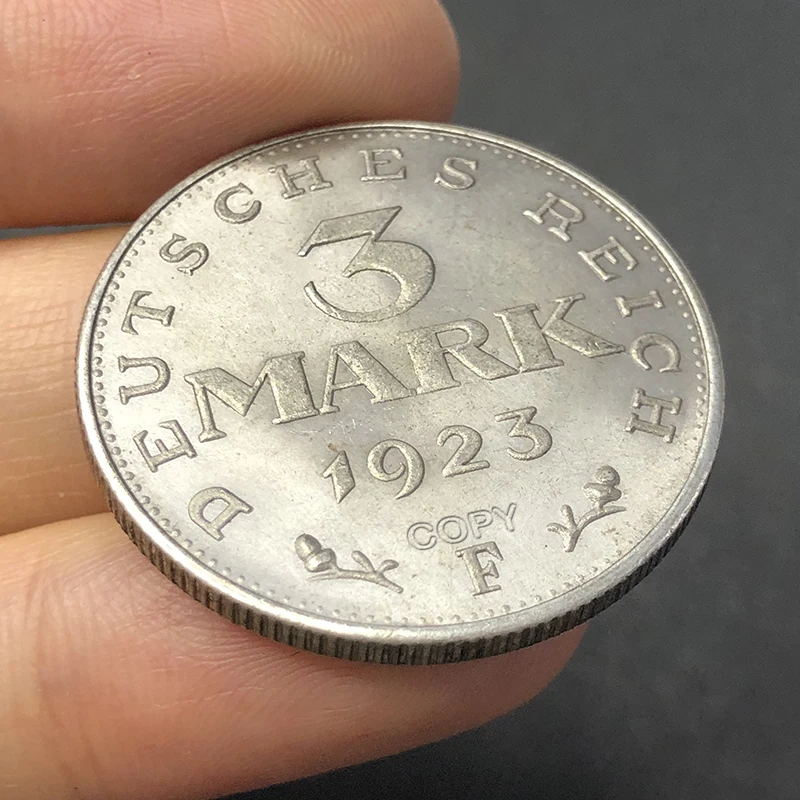 DEUTSCHES REICH
3
MARK
1923
COPY
F